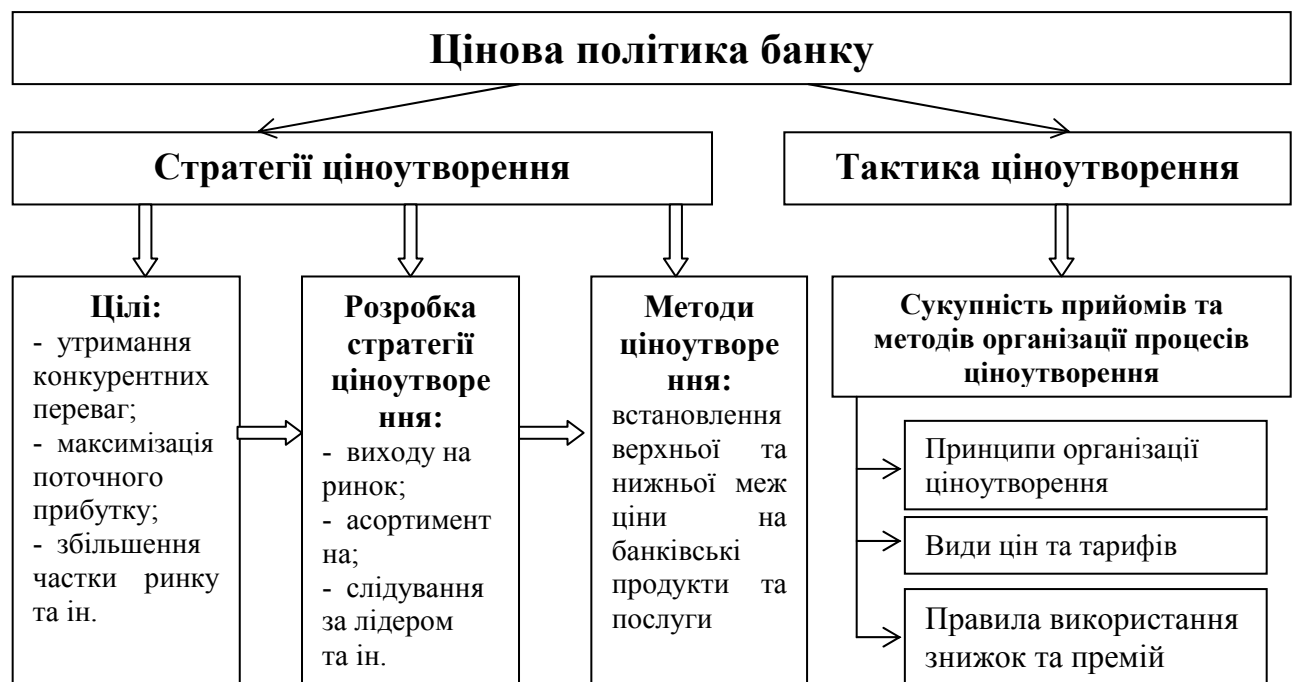 Цінова політика банку
Стратегії ціноутворення
Тактика ціноутворення
Цілі:
- утримання
конкурентних
переваг;
- максимізація
поточного
прибутку;
- збільшення
частки ринку
та ін.
Розробка
стратегії
ціноутворе
ння:
- виходу на
ринок;
- асортимент
на;
- слідування
за лідером
та ін.
Методи
ціноутворе
ння:
встановлення
верхньої та
нижньої меж
ціни на
банківські
продукти та
послуги
Сукупність прийомів та
методів організації процесів
ціноутворення
Принципи організації
ціноутворення
Види цін та тарифів
Правила використання
знижок та премій